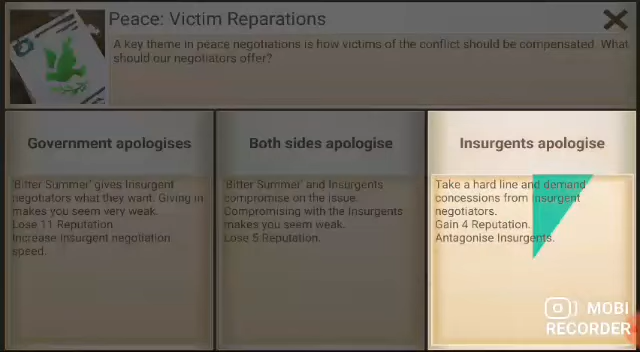 Peace: Victim Reparations
A key theme in peace negotiations is how victims of the conflict should be compensated. What
should our negotiators offer?
Government apologises
'Bitter Summer' gives Insurgent
negotiators what they want. Giving in
makes you seem very weak.
Lose 11 Reputation.
Increase insurgent negotiation
speed.
Both sides apologise
'Bitter Summer' and Insurgents
compromise on the issue.
Compromising with the Insurgents
makes you seem weak.
Lose 5 Reputation.
Insurgents apologise
Take a hard line and demand
concessions from insurgent
negotiators.
Gain 4 Reputation.
Antagonise Insurgents.
MOBI
RECORDER